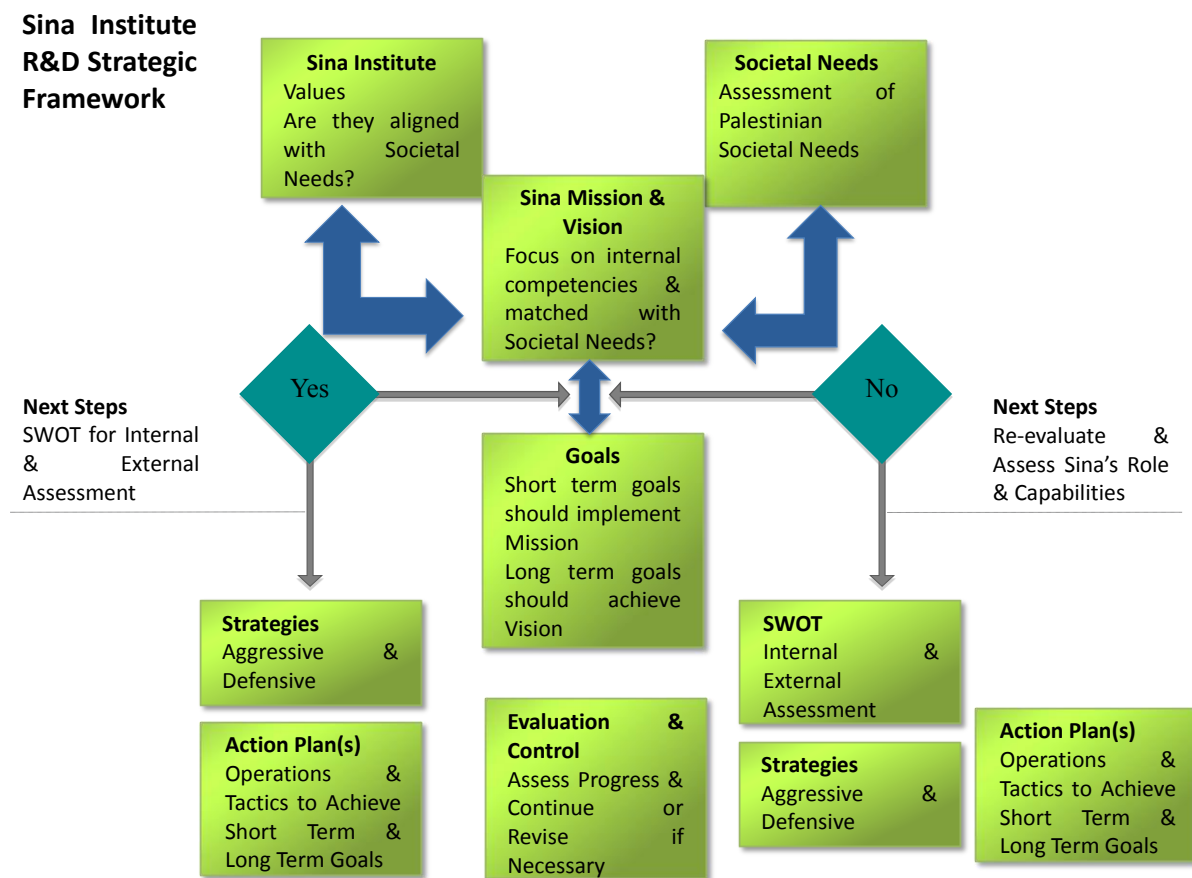 Sina Institute
R&D Strategic
Framework
Sina Institute
Values
Are they aligned
with Societal
Needs?
Societal Needs
Assessment of
Palestinian
Societal Needs
Sina Mission &
Vision
Focus on internal
competencies &
matched with
Societal Needs?
Yes
No
Next Steps
SWOT for Internal
& External
Assessment
Next Steps
Re-evaluate &
Assess Sina’s Role
& Capabilities
Goals
Short term goals
should implement
Mission
Long term goals
should achieve
Vision
Strategies
Aggressive &
Defensive
SWOT
Internal &
External
Assessment
Action Plan(s)
Operations &
Tactics to Achieve
Short Term &
Long Term Goals
Evaluation &
Control
Assess Progress &
Continue or
Revise if
Necessary
Strategies
Aggressive &
Defensive
Action Plan(s)
Operations &
Tactics to Achieve
Short Term &
Long Term Goals